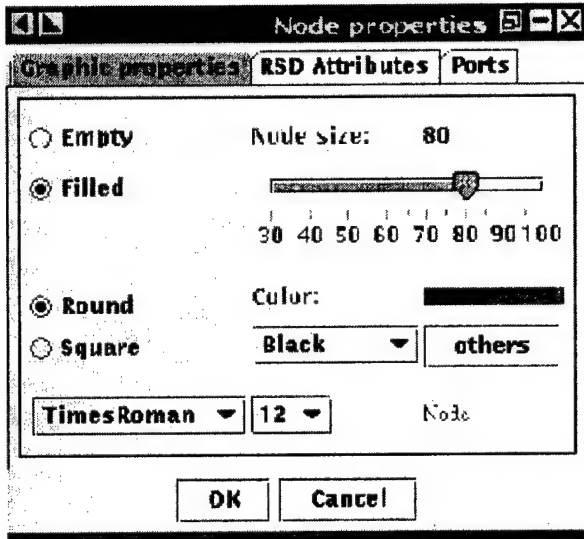 Node properties
Graphic properties RSD Attributes Ports
Empty Node size: 80
Filled
30 40 50 60 70 80 90 100
Round Color:
Square Black others
TimesRoman 12 Node
OK Cancel